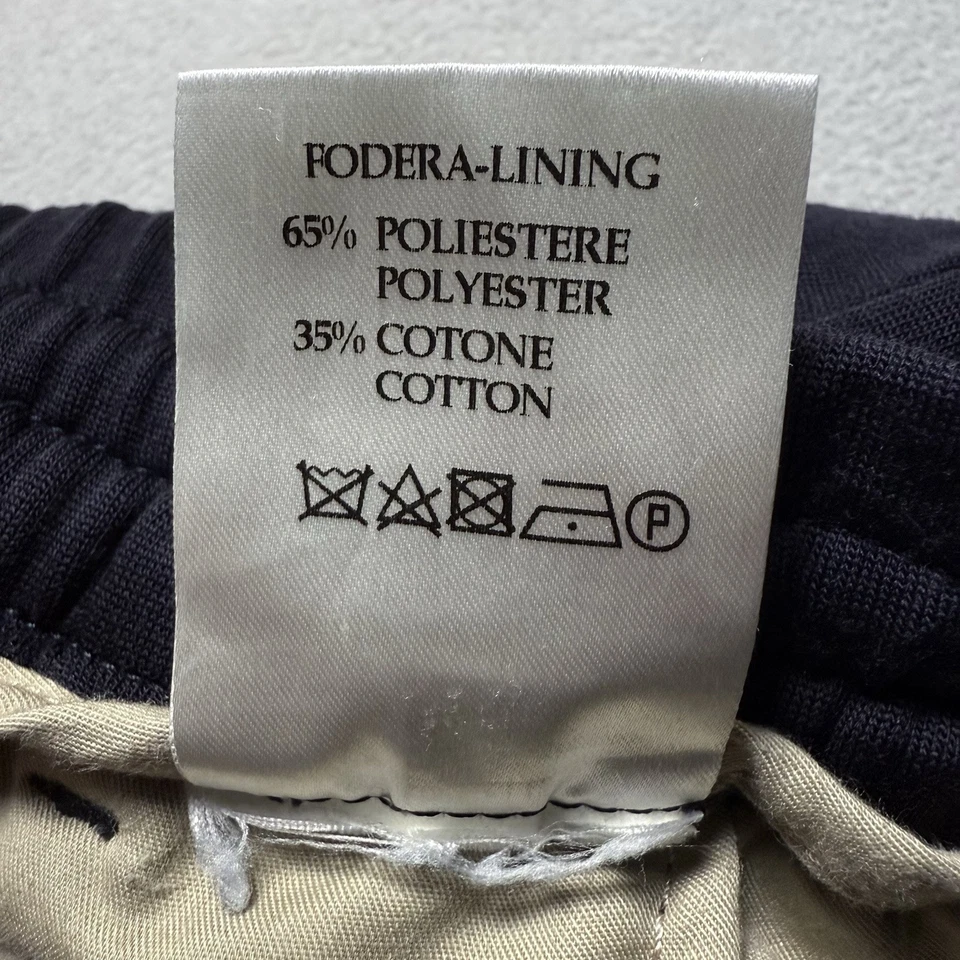 FODERA-LINING
65% POLIESTERE
POLYESTER
35% COTONE
COTTON
P